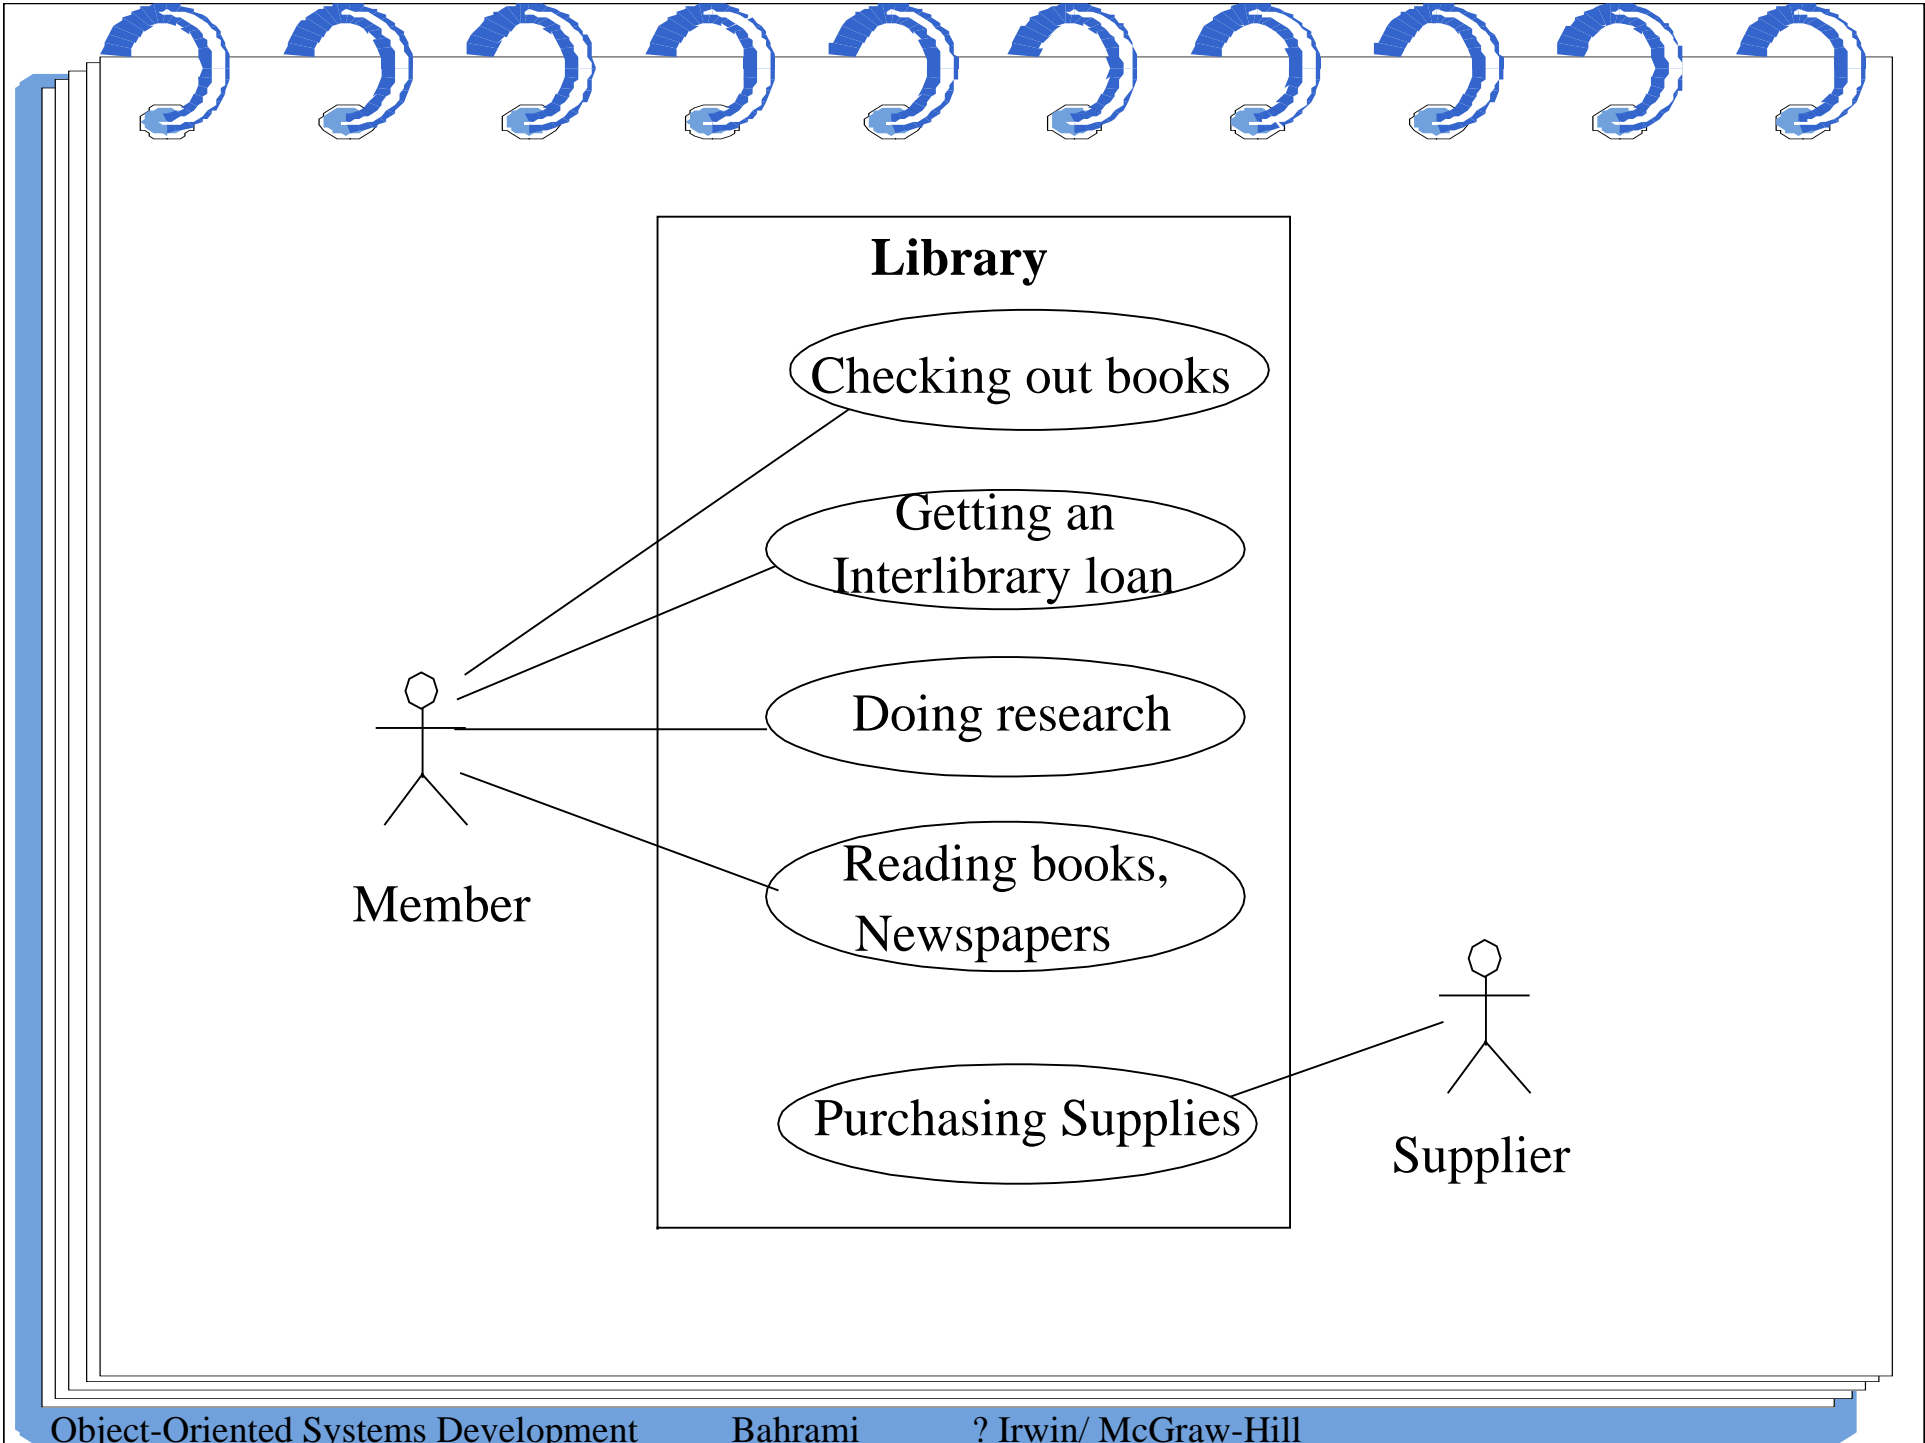 Library
Checking out books
Getting an
Interlibrary loan
Doing research
Reading books,
Newspapers
Member
Purchasing Supplies
Supplier
Object-Oriented Systems Development Bahrami ? Irwin/ McGraw-Hill